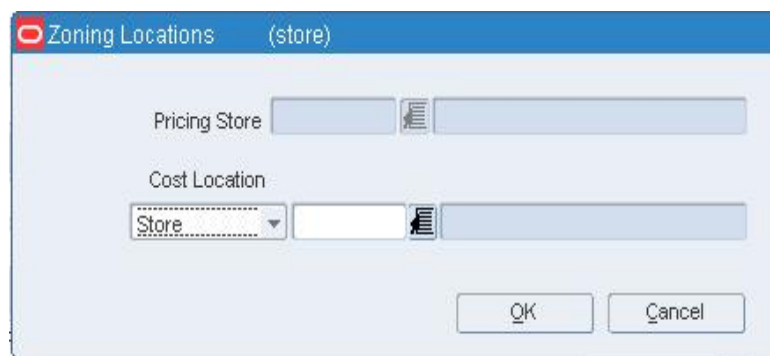 Zoning Locations (store)
Pricing Store
Cost Location
Store
OK Cancel